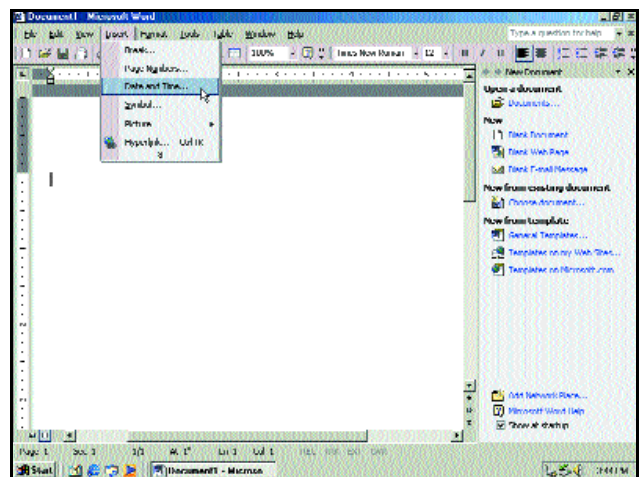 Document1 - Microsoft Word
File Edit View Insert Format Tools Table Window Help
Type a question for help
100%
Times New Roman
12
Break...
Page Numbers...
Date and Time...
Symbol...
Picture
Hyperlink... Ctrl+K
New Document
Open a document
Documents...
New
Blank Document
Blank Web Page
Blank E-mail Message
New from existing document
Choose document...
New from template
General Templates...
Templates on my Web Sites...
Templates on Microsoft.com
Add Network Place...
Microsoft Word Help
Show at startup
Page 1 Sec 1 1/1 At 1" Ln 1 Col 1 REC TRK EXT OVR
Start
Document1 - Microso